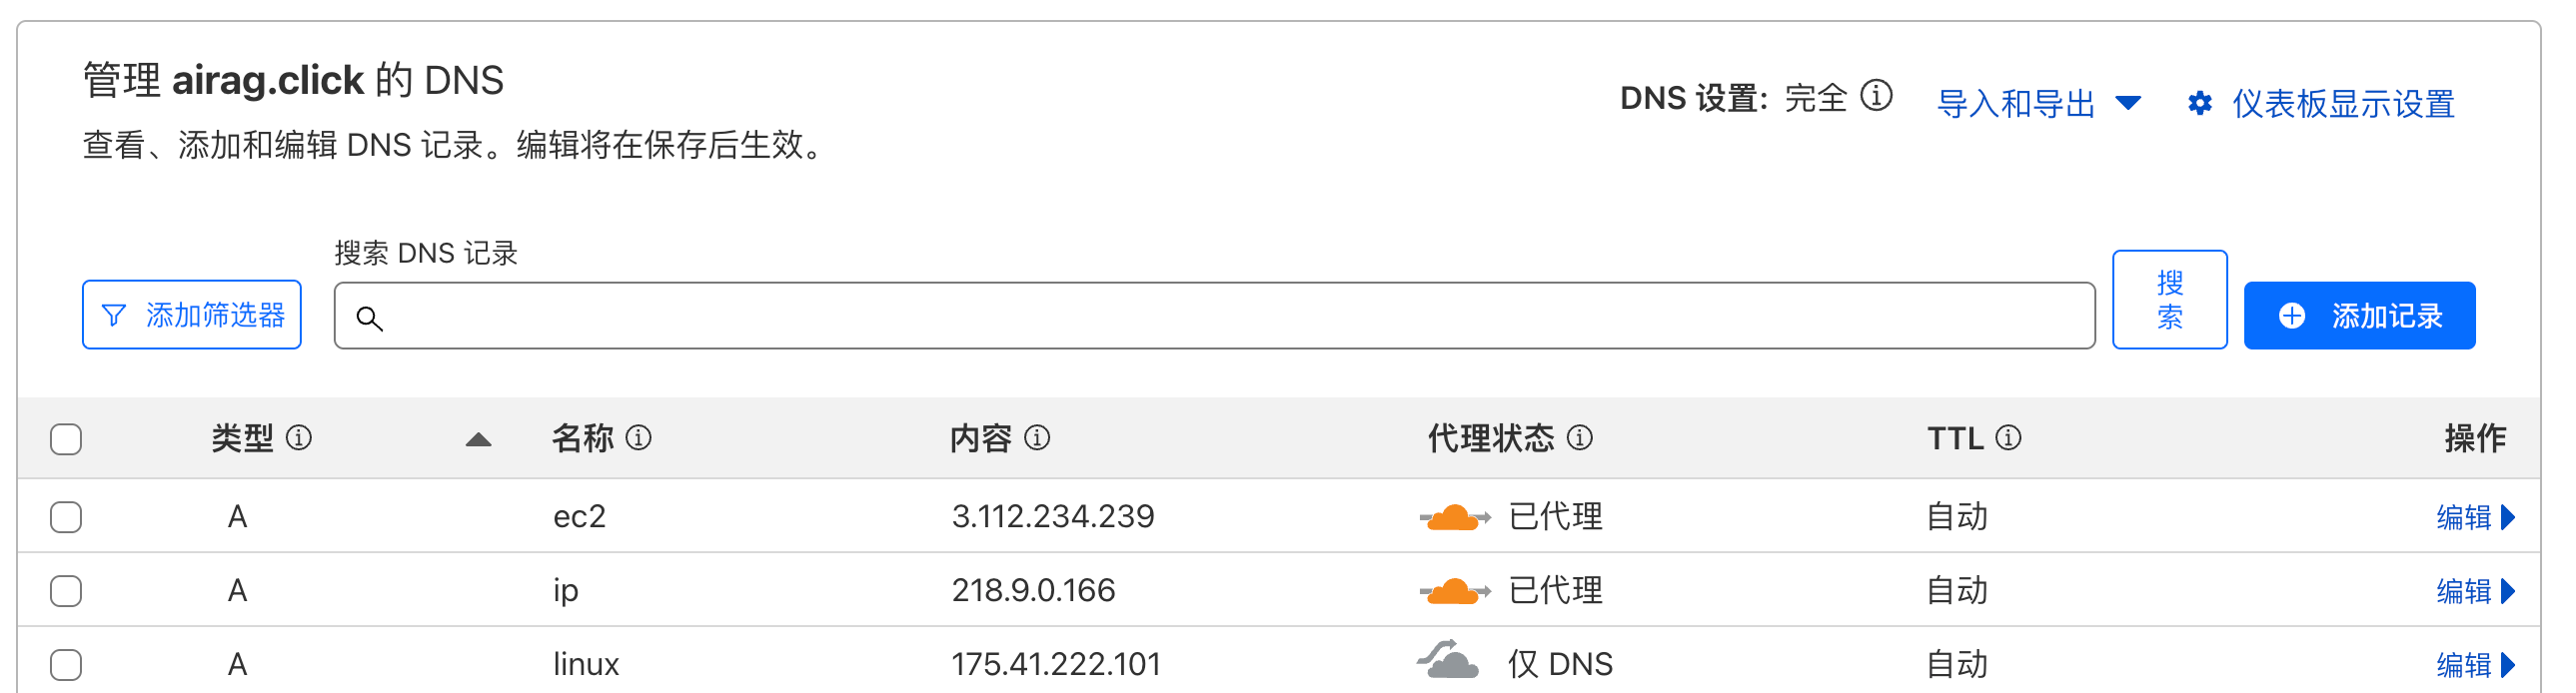 管理 airag.click 的 DNS
查看、添加和编辑 DNS 记录。编辑将在保存后生效。
DNS 设置: 完全
导入和导出
仪表板显示设置
搜索 DNS 记录
添加筛选器
搜
索
添加记录
类型 名称 内容 代理状态 TTL 操作
A ec2 3.112.234.239 已代理 自动 编辑
A ip 218.9.0.166 已代理 自动 编辑
A linux 175.41.222.101 仅 DNS 自动 编辑